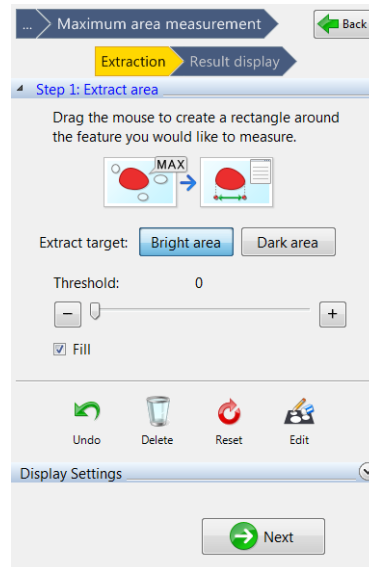 ... Maximum area measurement Back
Extraction Result display
Step 1: Extract area
Drag the mouse to create a rectangle around
the feature you would like to measure.
MAX
Extract target: Bright area Dark area
Threshold: 0
− +
Fill
Undo Delete Reset Edit
Display Settings
Next